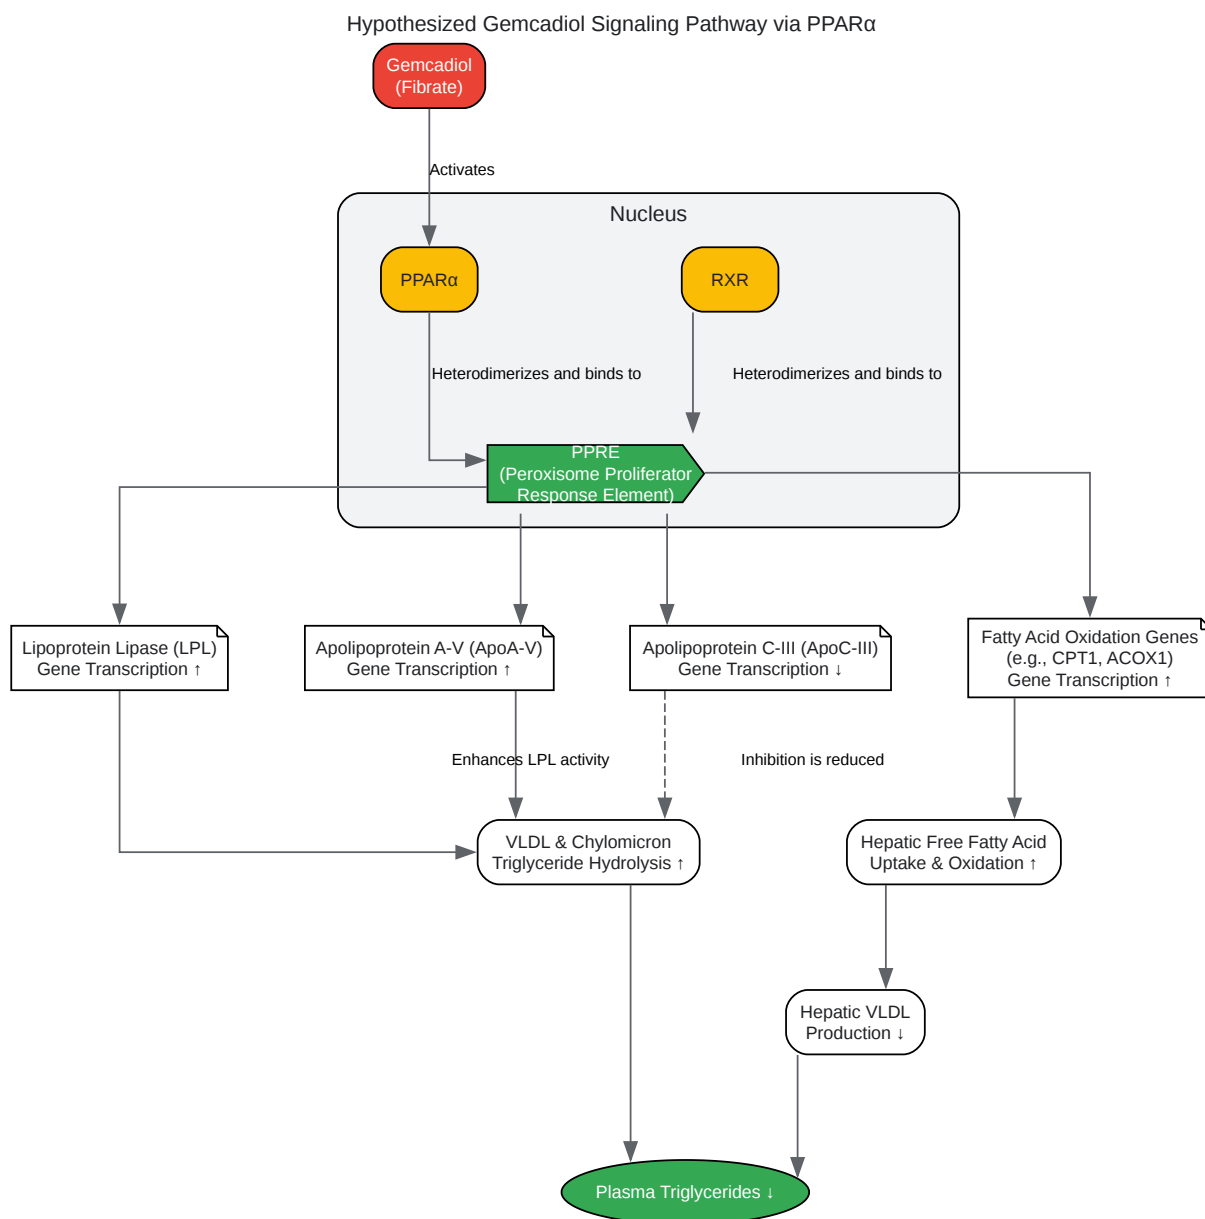 Hypothesized Gemcadiol Signaling Pathway via PPARα
Gemcadiol
(Fibrate)
Activates
Nucleus
PPARα
RXR
Heterodimerizes and binds to
Heterodimerizes and binds to
PPRE
(Peroxisome Proliferator
Response Element)
Lipoprotein Lipase (LPL)
Gene Transcription ↑
Apolipoprotein A-V (ApoA-V)
Gene Transcription ↑
Apolipoprotein C-III (ApoC-III)
Gene Transcription ↓
Fatty Acid Oxidation Genes
(e.g., CPT1, ACOX1)
Gene Transcription ↑
Enhances LPL activity
Inhibition is reduced
VLDL & Chylomicron
Triglyceride Hydrolysis ↑
Hepatic Free Fatty Acid
Uptake & Oxidation ↑
Hepatic VLDL
Production ↓
Plasma Triglycerides ↓